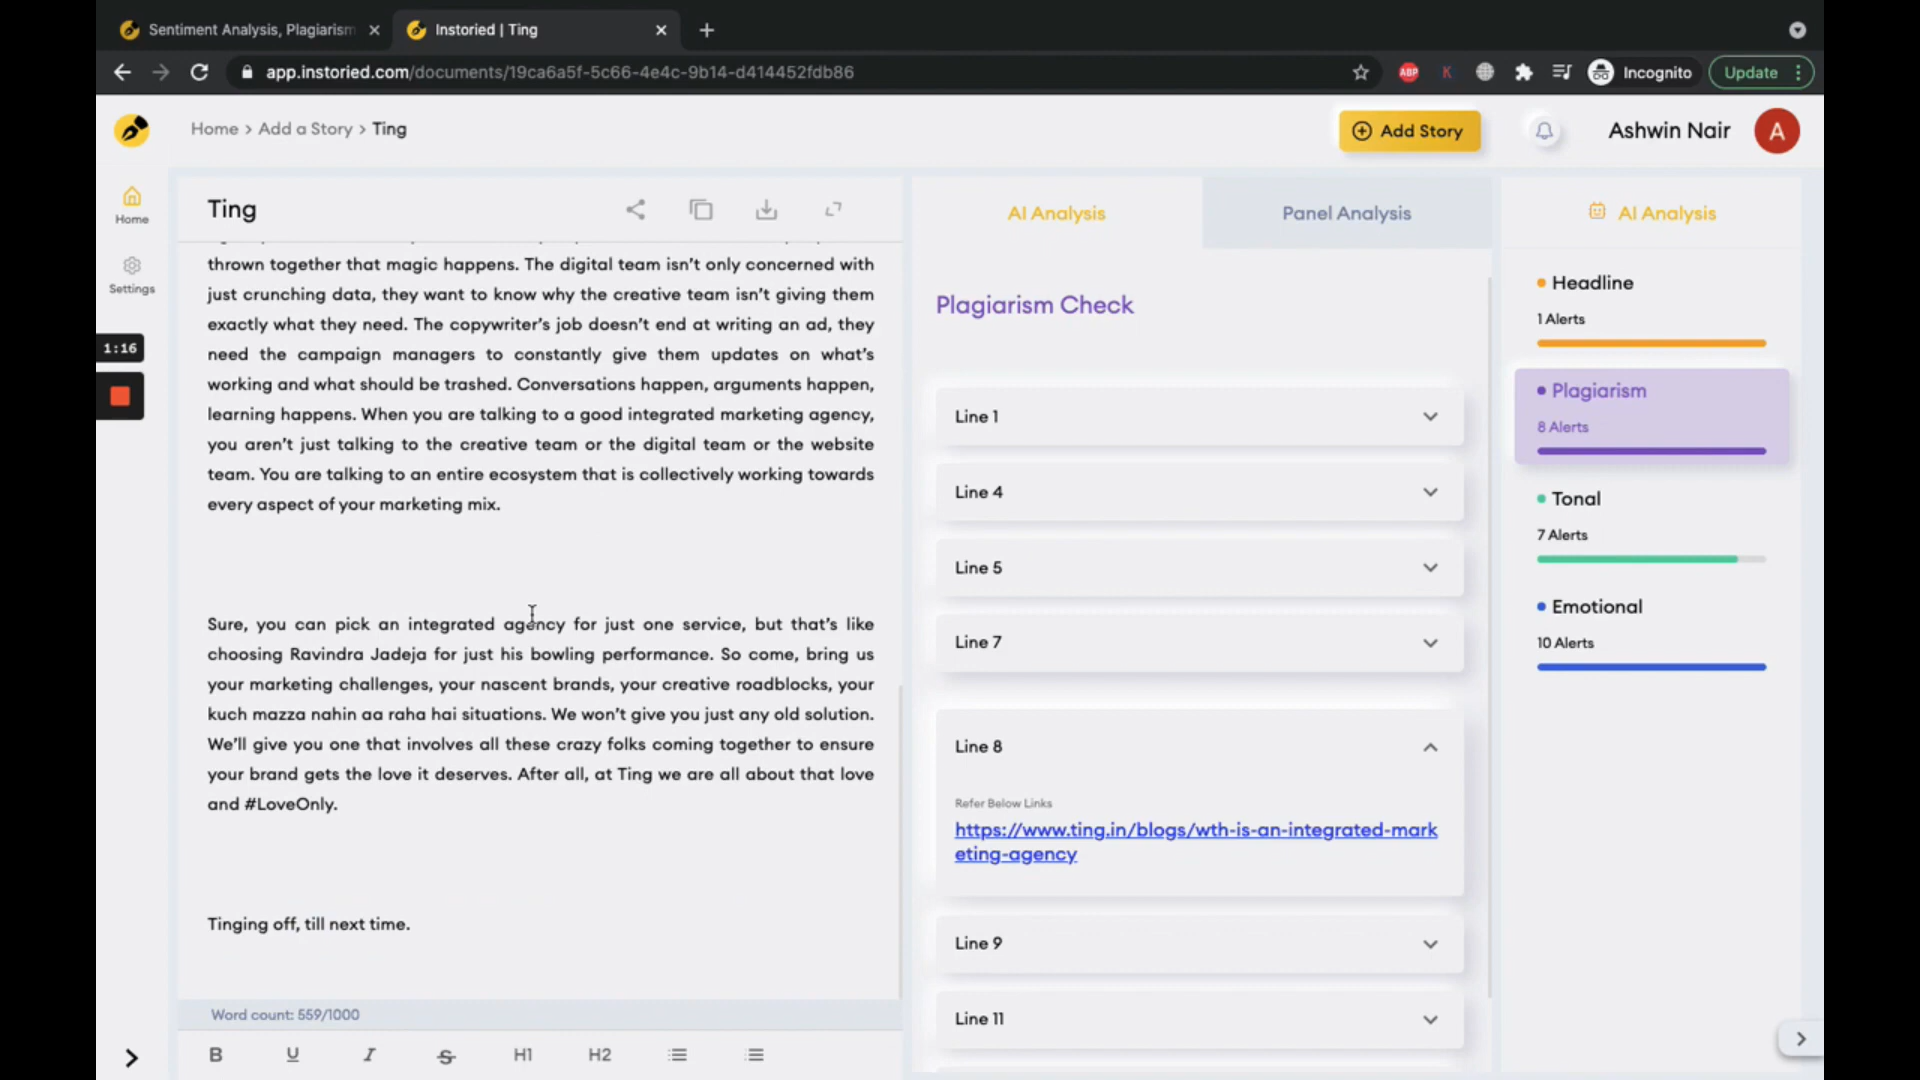 Sentiment Analysis, Plagiarism
Instoried | Ting
app.instoried.com/documents/19ca6a5f-5c66-4e4c-9b14-d414452fdb86
ABP
K
Incognito
Update
Home > Add a Story > Ting
Add Story
Ashwin Nair
A
Home
Settings
1:16
Ting
thrown together that magic happens. The digital team isn't only concerned with
just crunching data, they want to know why the creative team isn't giving them
exactly what they need. The copywriter's job doesn't end at writing an ad, they
need the campaign managers to constantly give them updates on what's
working and what should be trashed. Conversations happen, arguments happen,
learning happens. When you are talking to a good integrated marketing agency,
you aren't just talking to the creative team or the digital team or the website
team. You are talking to an entire ecosystem that is collectively working towards
every aspect of your marketing mix.
Sure, you can pick an integrated agency for just one service, but that's like
choosing Ravindra Jadeja for just his bowling performance. So come, bring us
your marketing challenges, your nascent brands, your creative roadblocks, your
kuch mazza nahin aa raha hai situations. We won't give you just any old solution.
We'll give you one that involves all these crazy folks coming together to ensure
your brand gets the love it deserves. After all, at Ting we are all about that love
and #LoveOnly.
Tinging off, till next time.
Word count: 559/1000
B
U
I
S
H1
H2
AI Analysis
Panel Analysis
Plagiarism Check
Line 1
Line 4
Line 5
Line 7
Line 8
Refer Below Links
https://www.ting.in/blogs/wth-is-an-integrated-mark
eting-agency
Line 9
Line 11
AI Analysis
Headline
1 Alerts
Plagiarism
8 Alerts
Tonal
7 Alerts
Emotional
10 Alerts